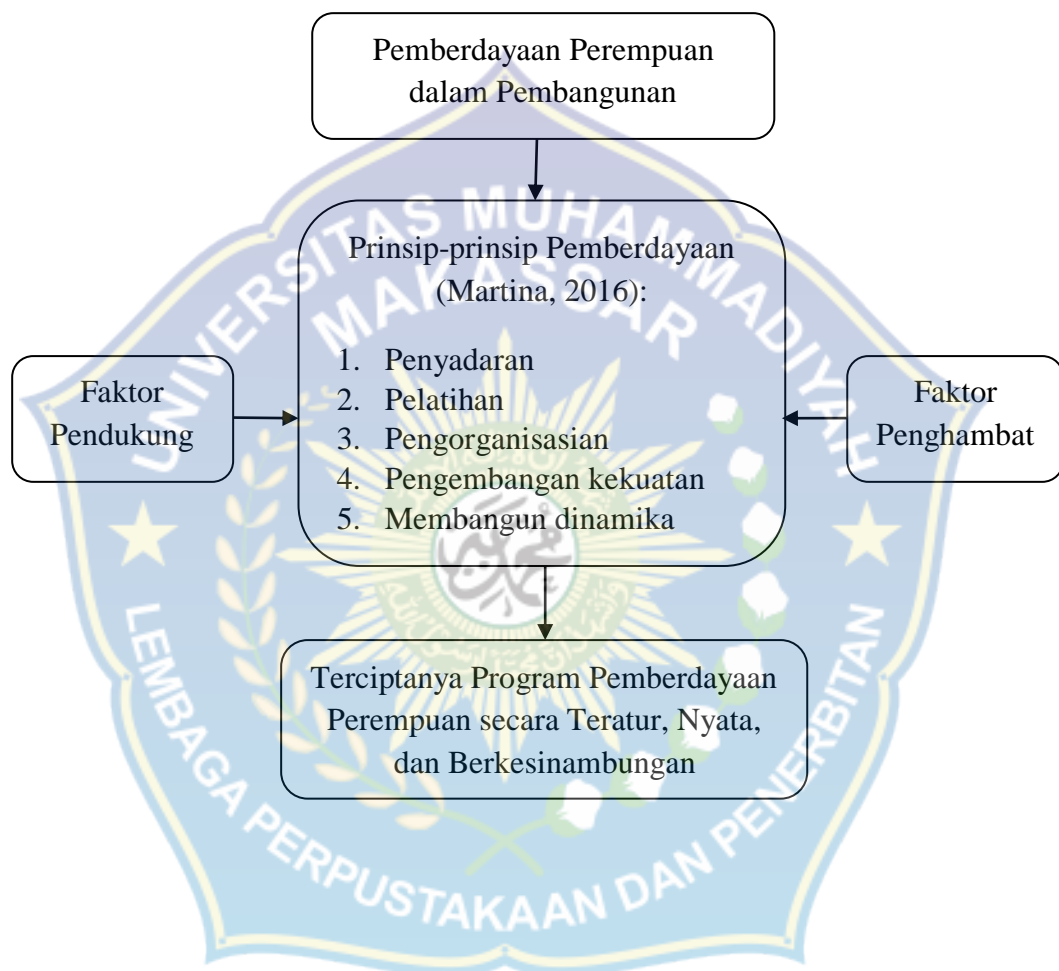 Pemberdayaan Perempuan
dalam Pembangunan
UNIVERSITAS MUHAMMADIYAH
MAKASSAR
Prinsip-prinsip Pemberdayaan
(Martina, 2016):
1. Penyadaran
2. Pelatihan
3. Pengorganisasian
4. Pengembangan kekuatan
5. Membangun dinamika
Faktor
Pendukung
Faktor
Penghambat
Terciptanya Program Pemberdayaan
Perempuan secara Teratur, Nyata,
dan Berkesinambungan
LEMBAGA PERPUSTAKAAN DAN PENERBITAN